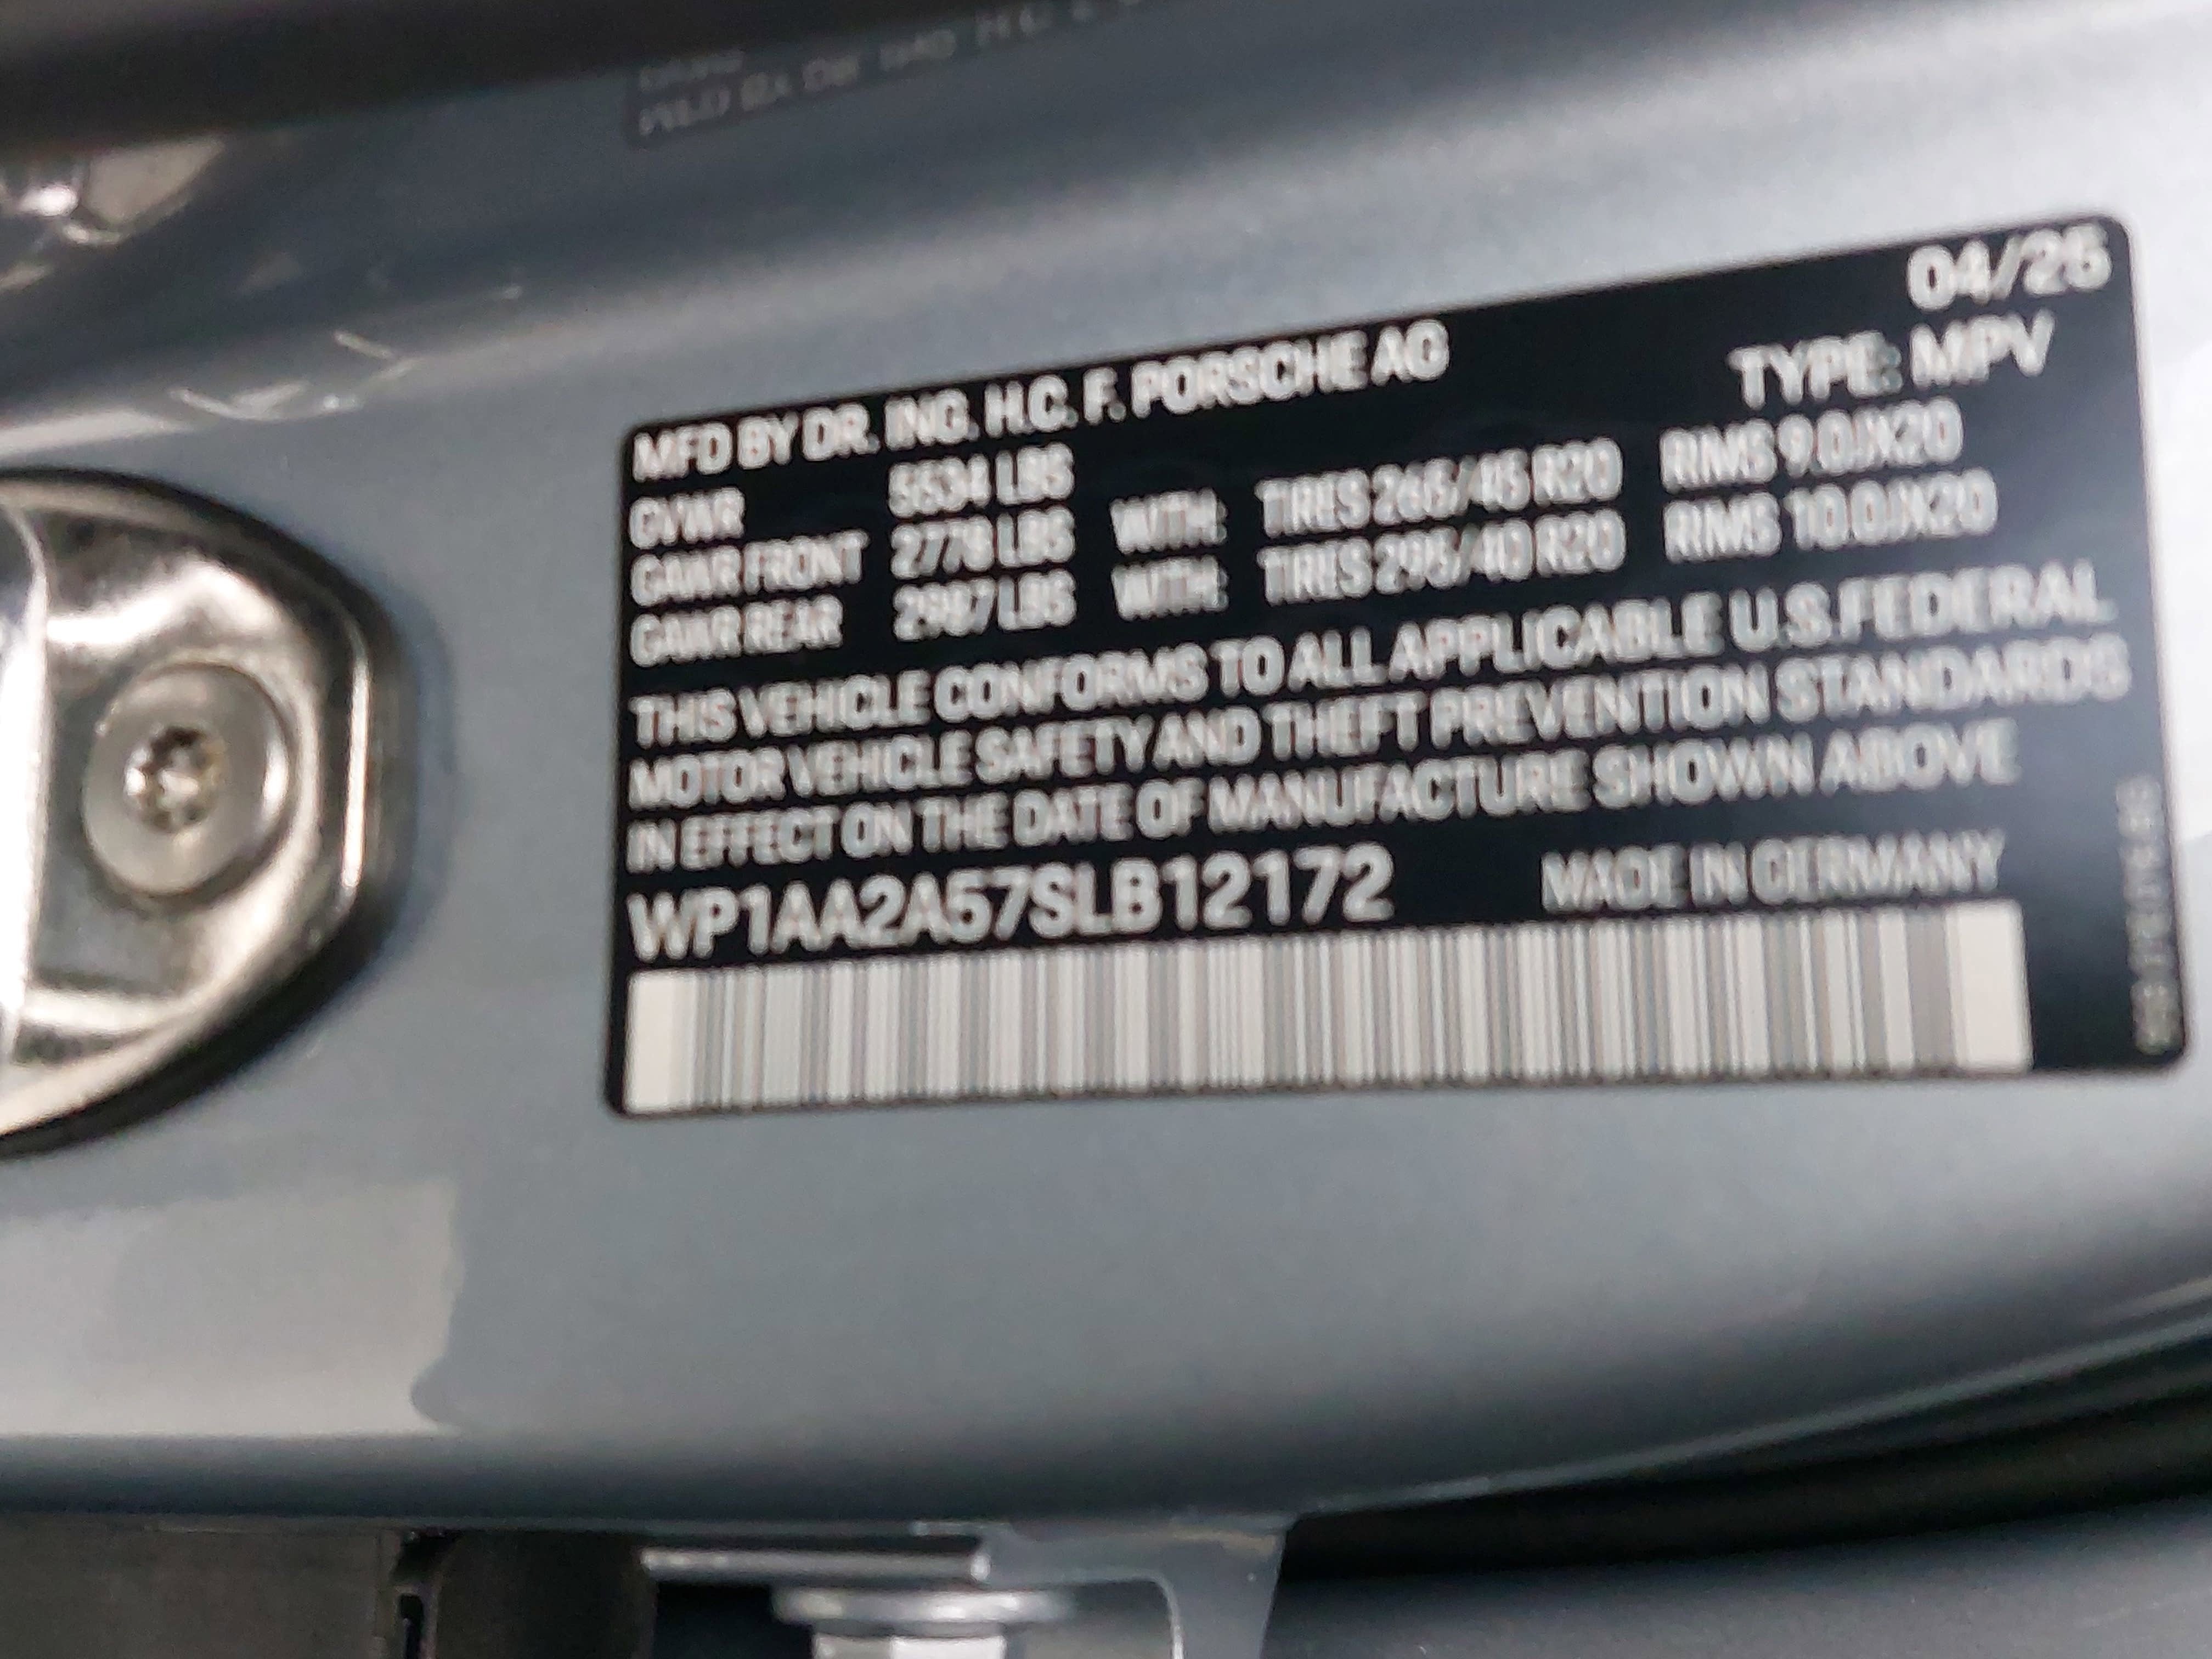 04/25
MFD BY DR. ING. H.C. F. PORSCHE AG TYPE: MPV
GVWR 5534 LBS
GAWR FRONT 2778 LBS WITH: TIRES 265/45 R20 RIMS 9.0JX20
GAWR REAR 2987 LBS WITH: TIRES 295/40 R20 RIMS 10.0JX20
THIS VEHICLE CONFORMS TO ALL APPLICABLE U.S.FEDERAL
MOTOR VEHICLE SAFETY AND THEFT PREVENTION STANDARDS
IN EFFECT ON THE DATE OF MANUFACTURE SHOWN ABOVE
WP1AA2A57SLB12172 MADE IN GERMANY